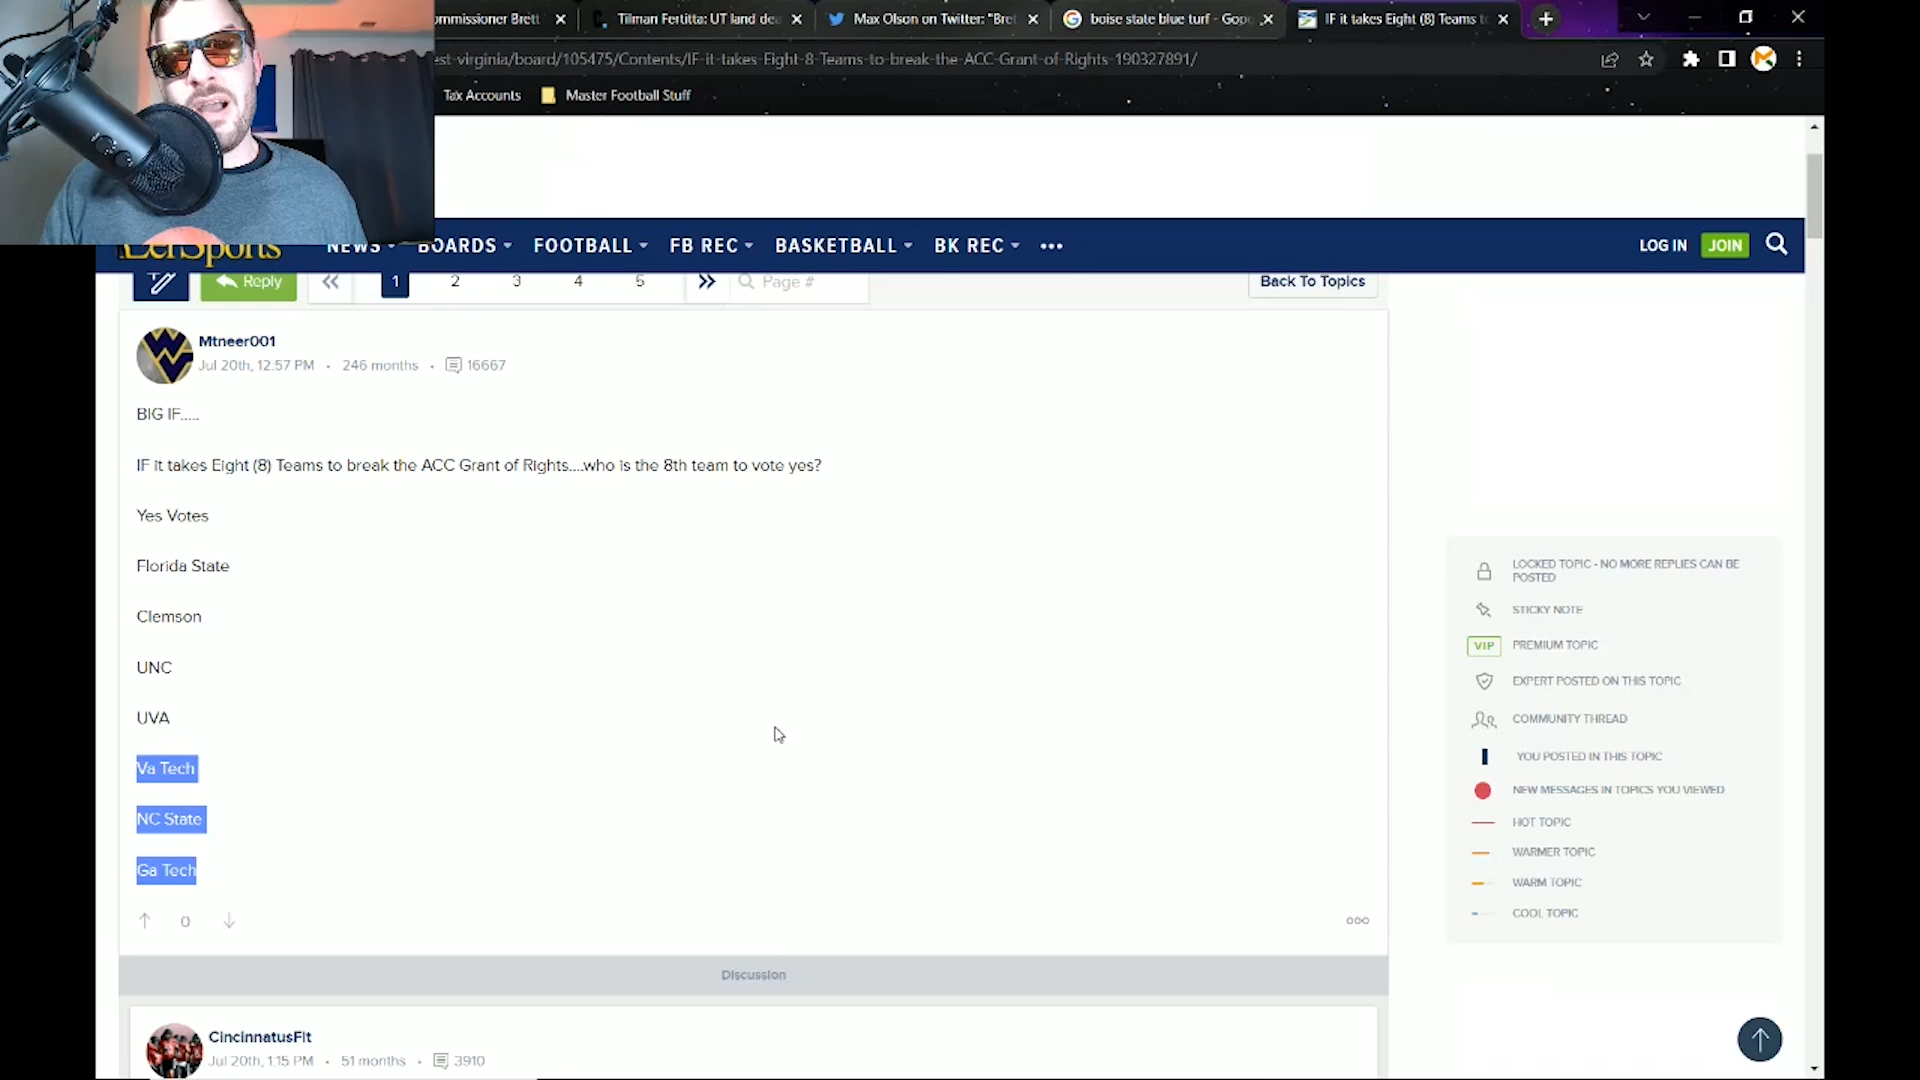 ommissioner Brett
Tilman Fertitta: UT land dea
Max Olson on Twitter: "Bret
boise state blue turf - Goog
IF it takes Eight (8) Teams to
est-virginia/board/105475/Contents/IF-it-takes-Eight-8-Teams-to-break-the-ACC-Grant-of-Rights-190327891/
Tax Accounts
Master Football Stuff
EerSports
NEWS
BOARDS
FOOTBALL
FB REC
BASKETBALL
BK REC
LOG IN
JOIN
Reply
1
2
3
4
5
Page #
Back To Topics
Mtneer001
Jul 20th, 12:57 PM • 246 months • 16667
BIG IF.....
IF it takes Eight (8) Teams to break the ACC Grant of Rights....who is the 8th team to vote yes?
Yes Votes
Florida State
Clemson
UNC
UVA
Va Tech
NC State
Ga Tech
0
LOCKED TOPIC - NO MORE REPLIES CAN BE
POSTED
STICKY NOTE
VIP
PREMIUM TOPIC
EXPERT POSTED ON THIS TOPIC
COMMUNITY THREAD
YOU POSTED IN THIS TOPIC
NEW MESSAGES IN TOPICS YOU VIEWED
HOT TOPIC
WARMER TOPIC
WARM TOPIC
COOL TOPIC
Discussion
CincinnatusFit
Jul 20th, 1:15 PM • 51 months • 3910